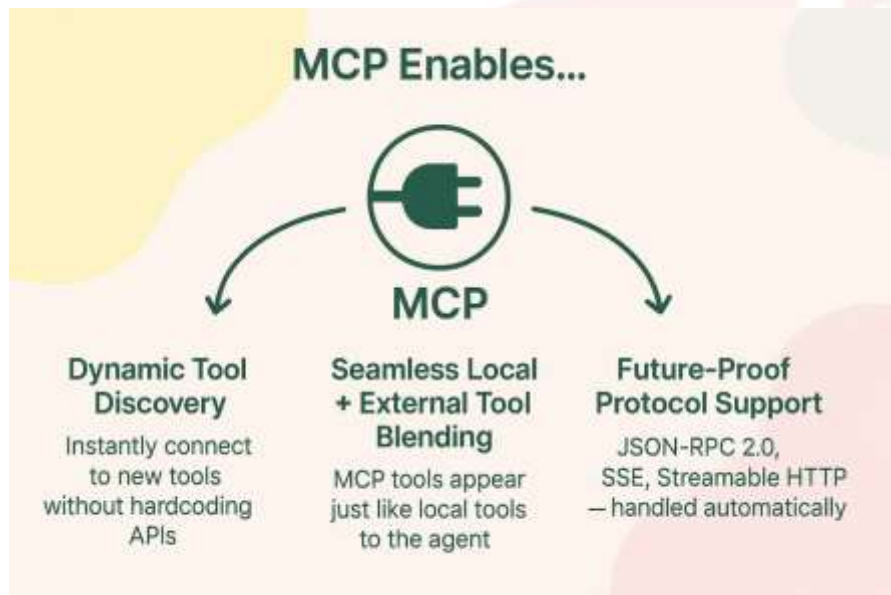 MCP Enables...
MCP
Dynamic Tool
Discovery
Instantly connect
to new tools
without hardcoding
APIs
Seamless Local
+ External Tool
Blending
MCP tools appear
just like local tools
to the agent
Future-Proof
Protocol Support
JSON-RPC 2.0,
SSE, Streamable HTTP
— handled automatically